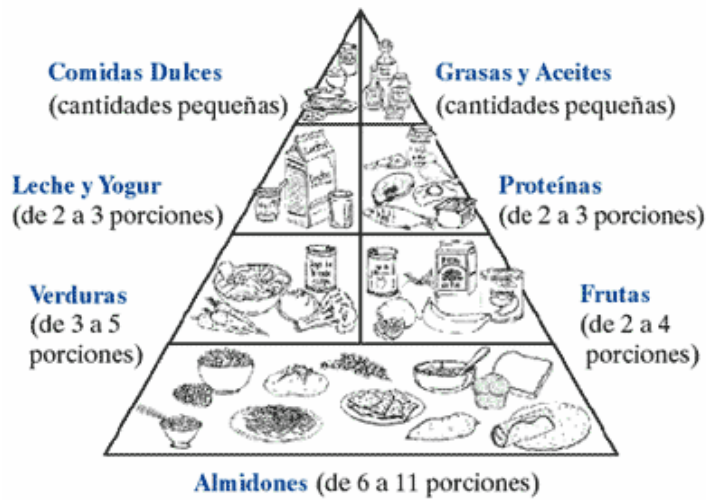 Comidas Dulces
(cantidades pequeñas)
Grasas y Aceites
(cantidades pequeñas)
Leche y Yogur
(de 2 a 3 porciones)
Proteínas
(de 2 a 3 porciones)
Verduras
(de 3 a 5
porciones)
Frutas
(de 2 a 4
porciones)
Almidones (de 6 a 11 porciones)